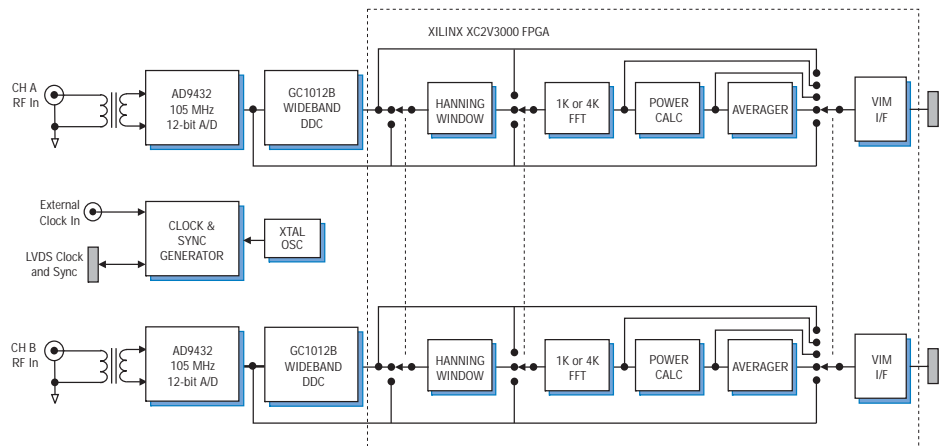 XILINX XC2V3000 FPGA
CH A
RF In
AD9432
105 MHz
12-bit A/D
GC1012B
WIDEBAND
DDC
HANNING
WINDOW
1K or 4K
FFT
POWER
CALC
AVERAGER
VIM
I/F
External
Clock In
CLOCK &
SYNC
GENERATOR
XTAL
OSC
LVDS Clock
and Sync
CH B
RF In
AD9432
105 MHz
12-bit A/D
GC1012B
WIDEBAND
DDC
HANNING
WINDOW
1K or 4K
FFT
POWER
CALC
AVERAGER
VIM
I/F